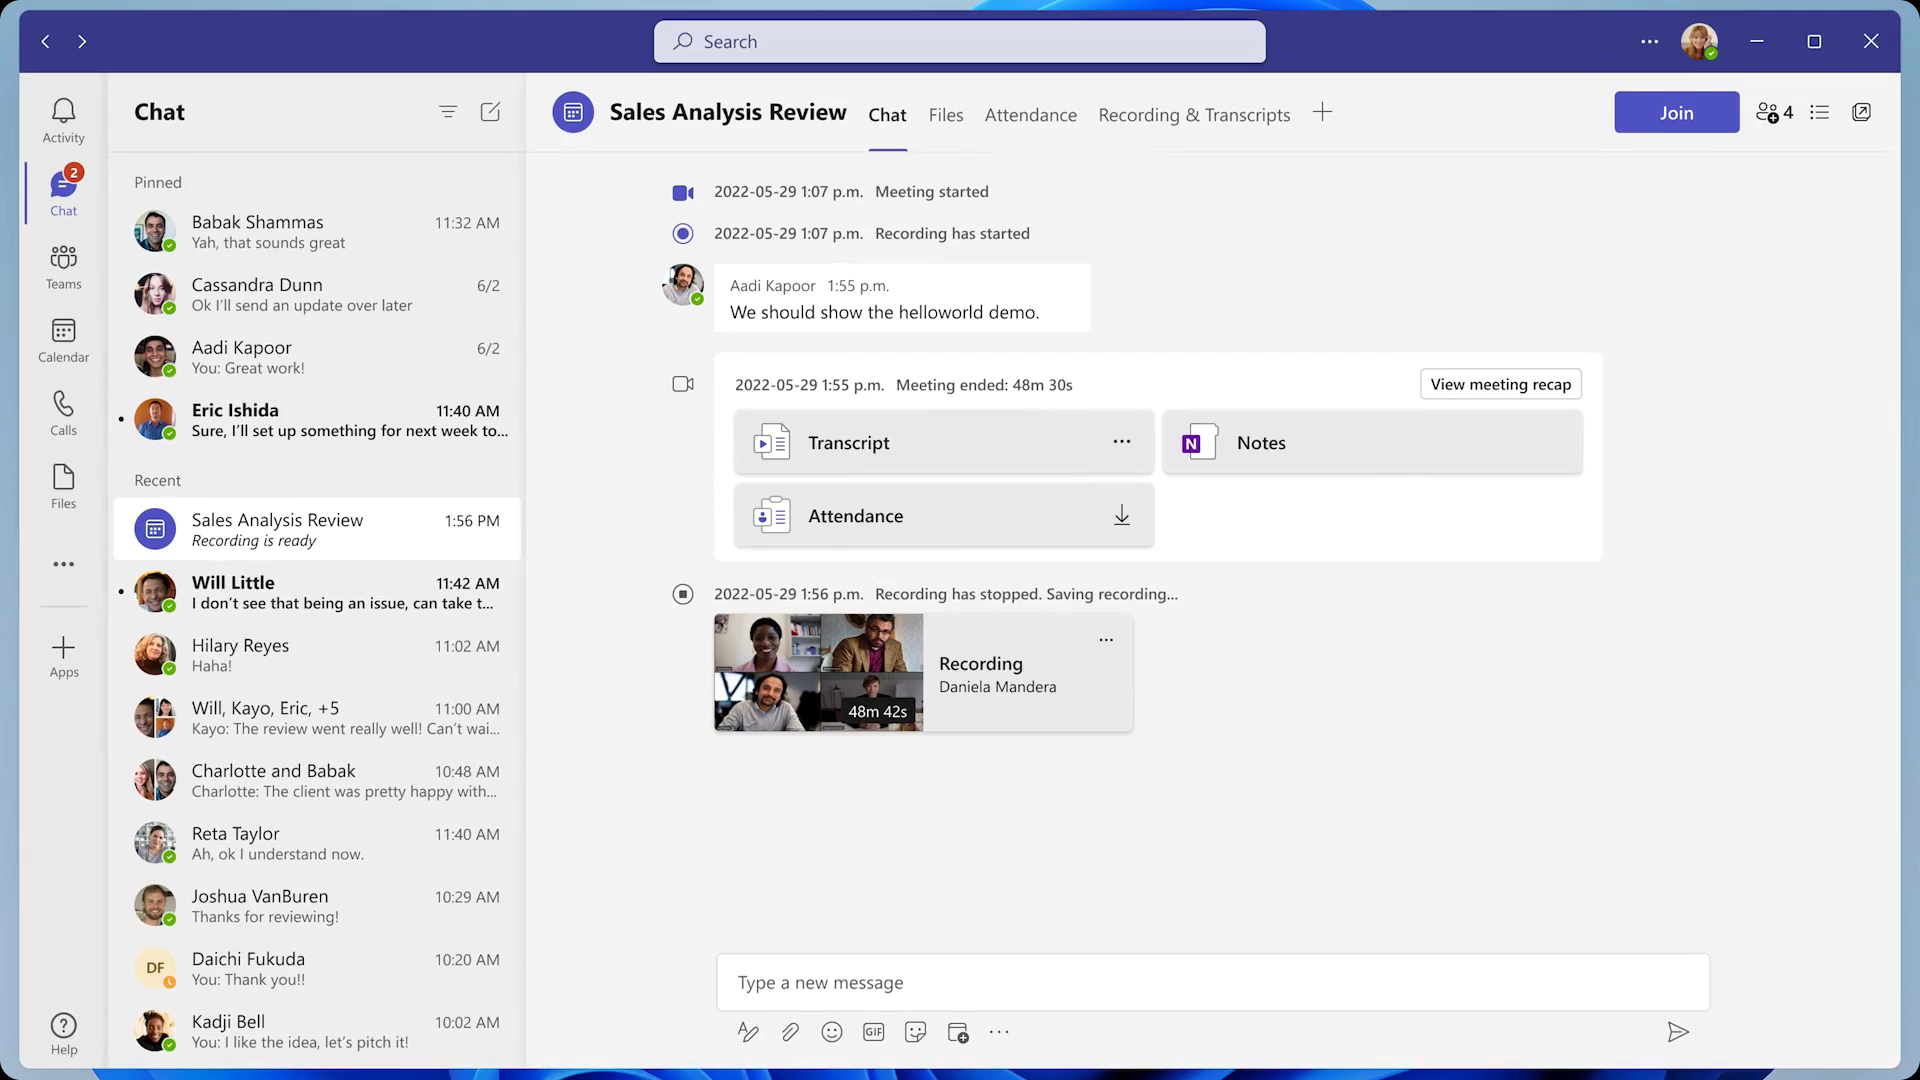 Search
Activity
2
Chat
Teams
Calendar
Calls
Files
Apps
Help
Chat
Pinned
Babak Shammas 11:32 AM
Yah, that sounds great
Cassandra Dunn 6/2
Ok I’ll send an update over later
Aadi Kapoor 6/2
You: Great work!
Eric Ishida 11:40 AM
Sure, I’ll set up something for next week to...
Recent
Sales Analysis Review 1:56 PM
Recording is ready
Will Little 11:42 AM
I don’t see that being an issue, can take t...
Hilary Reyes 11:02 AM
Haha!
Will, Kayo, Eric, +5 11:00 AM
Kayo: The review went really well! Can’t wai...
Charlotte and Babak 10:48 AM
Charlotte: The client was pretty happy with...
Reta Taylor 11:40 AM
Ah, ok I understand now.
Joshua VanBuren 10:29 AM
Thanks for reviewing!
DF
Daichi Fukuda 10:20 AM
You: Thank you!!
Kadji Bell 10:02 AM
You: I like the idea, let’s pitch it!
Sales Analysis Review Chat Files Attendance Recording & Transcripts Join 4
2022-05-29 1:07 p.m. Meeting started
2022-05-29 1:07 p.m. Recording has started
Aadi Kapoor 1:55 p.m.
We should show the helloworld demo.
2022-05-29 1:55 p.m. Meeting ended: 48m 30s View meeting recap
Transcript
N Notes
Attendance
2022-05-29 1:56 p.m. Recording has stopped. Saving recording...
48m 42s
Recording
Daniela Mandera
Type a new message
GIF